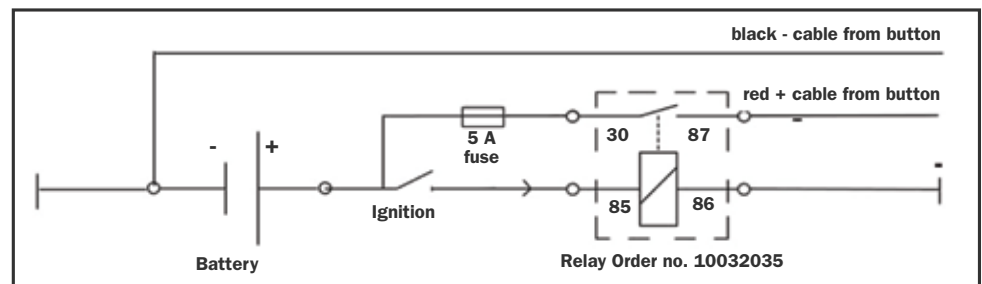 black - cable from button
red + cable from button
5 A
fuse
30
87
-
-
+
-
Ignition
85
86
Battery
Relay Order no. 10032035